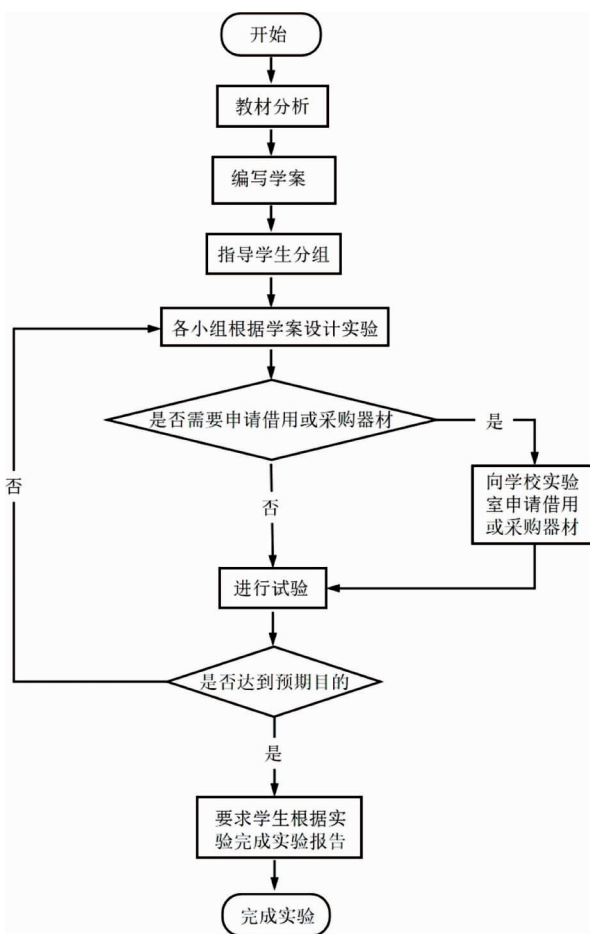 开始
教材分析
编写学案
指导学生分组
各小组根据学案设计实验
是否需要申请借用或采购器材
是
否
向学校实验
室申请借用
或采购器材
否
进行试验
是否达到预期目的
是
要求学生根据实
验完成实验报告
完成实验